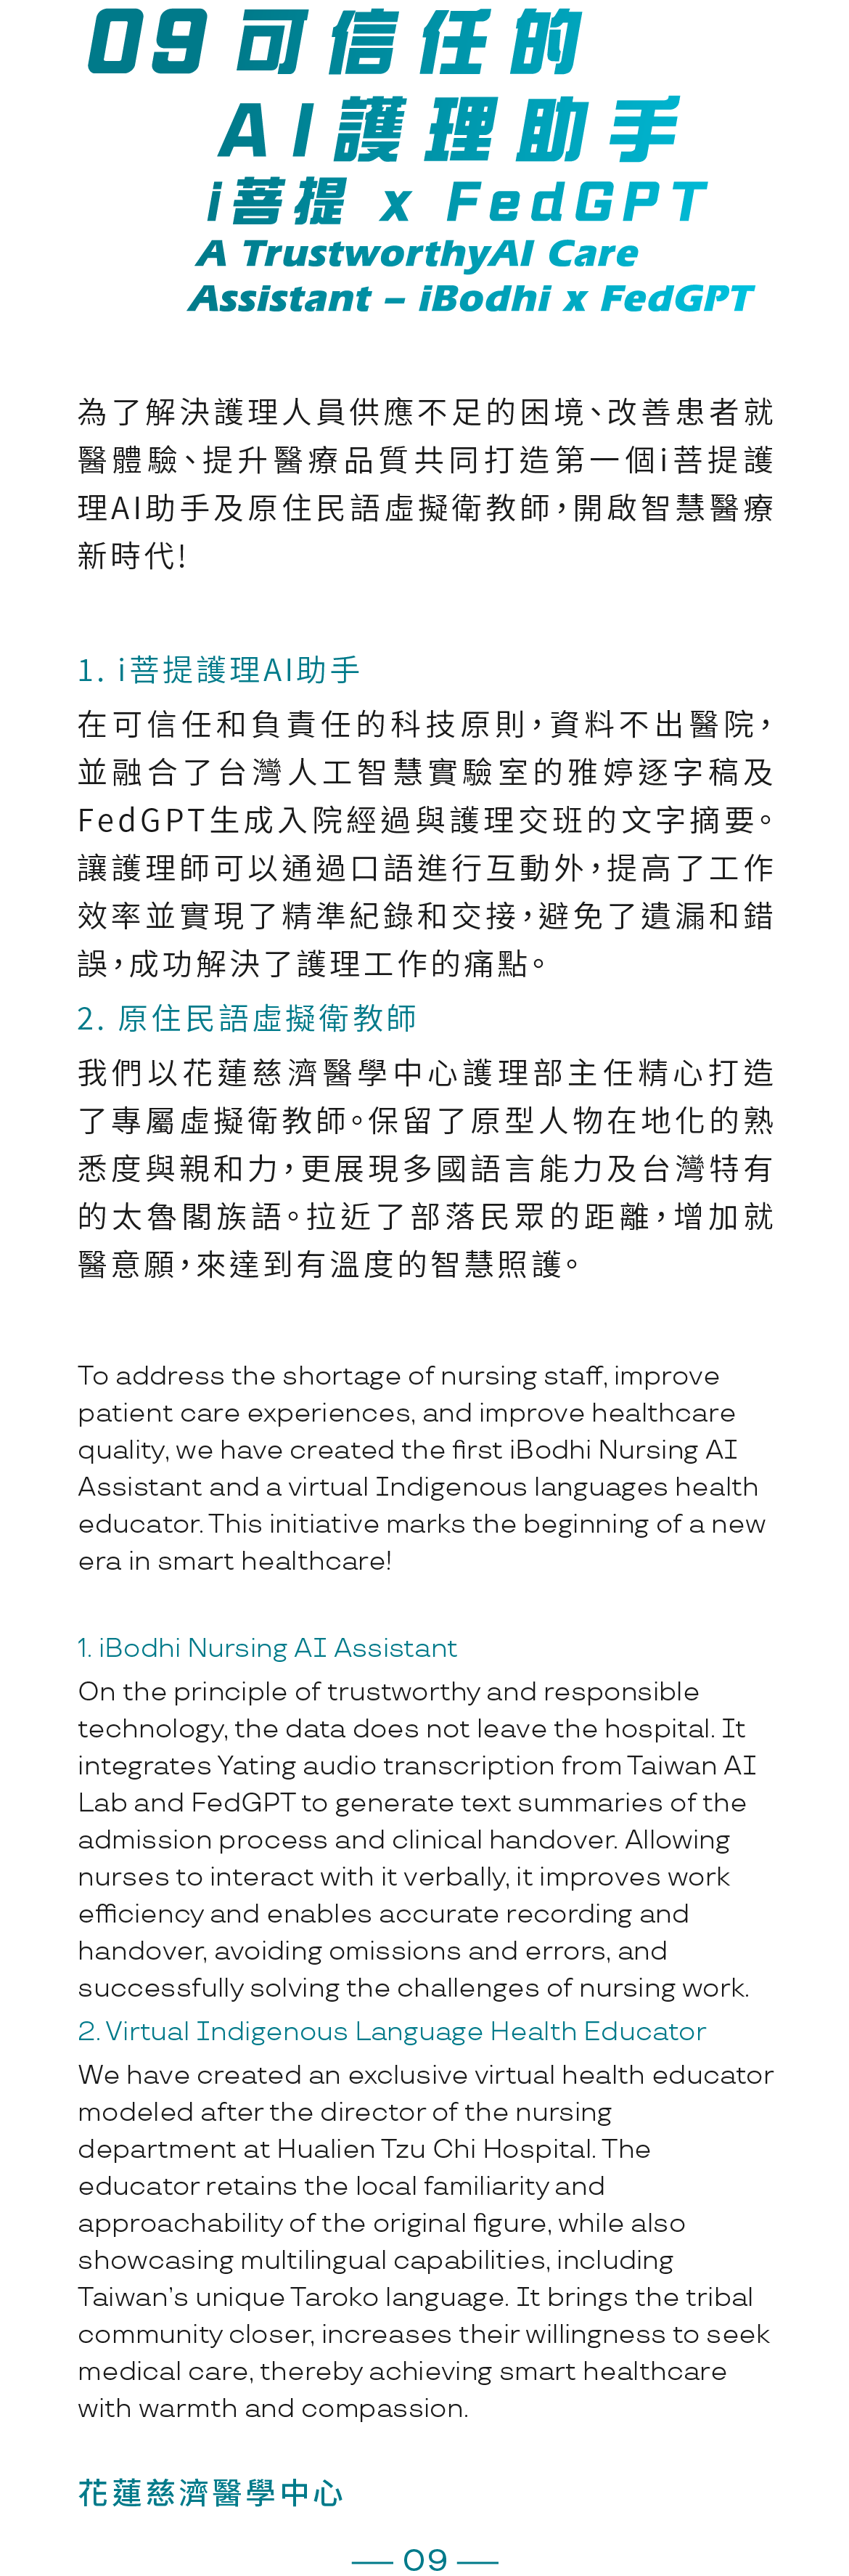 09 可信任的
AI護理助手
i菩提 x FedGPT
A TrustworthyAI Care
Assistant – iBodhi x FedGPT
為了解決護理人員供應不足的困境、改善患者就
醫體驗、提升醫療品質共同打造第一個i菩提護
理AI助手及原住民語虛擬衛教師,開啟智慧醫療
新時代!
1. i菩提護理AI助手
在可信任和負責任的科技原則,資料不出醫院,
並融合了台灣人工智慧實驗室的雅婷逐字稿及
FedGPT生成入院經過與護理交班的文字摘要。
讓護理師可以通過口語進行互動外,提高了工作
效率並實現了精準紀錄和交接,避免了遺漏和錯
誤,成功解決了護理工作的痛點。
2. 原住民語虛擬衛教師
我們以花蓮慈濟醫學中心護理部主任精心打造
了專屬虛擬衛教師。保留了原型人物在地化的熟
悉度與親和力,更展現多國語言能力及台灣特有
的太魯閣族語。拉近了部落民眾的距離,增加就
醫意願,來達到有溫度的智慧照護。
To address the shortage of nursing staff, improve
patient care experiences, and improve healthcare
quality, we have created the first iBodhi Nursing AI
Assistant and a virtual Indigenous languages health
educator. This initiative marks the beginning of a new
era in smart healthcare!
1. iBodhi Nursing AI Assistant
On the principle of trustworthy and responsible
technology, the data does not leave the hospital. It
integrates Yating audio transcription from Taiwan AI
Lab and FedGPT to generate text summaries of the
admission process and clinical handover. Allowing
nurses to interact with it verbally, it improves work
efficiency and enables accurate recording and
handover, avoiding omissions and errors, and
successfully solving the challenges of nursing work.
2. Virtual Indigenous Language Health Educator
We have created an exclusive virtual health educator
modeled after the director of the nursing
department at Hualien Tzu Chi Hospital. The
educator retains the local familiarity and
approachability of the original figure, while also
showcasing multilingual capabilities, including
Taiwan’s unique Taroko language. It brings the tribal
community closer, increases their willingness to seek
medical care, thereby achieving smart healthcare
with warmth and compassion.
花蓮慈濟醫學中心
— 09 —